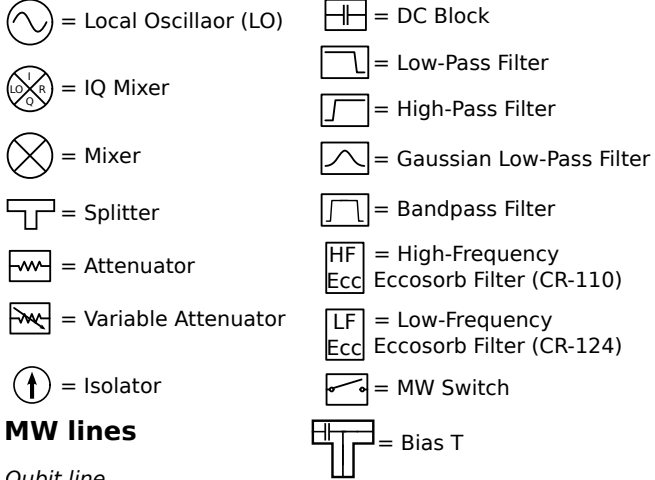 = Local Oscillaor (LO)
I
LO R
Q
= IQ Mixer
= Mixer
= Splitter
= Attenuator
= Variable Attenuator
= Isolator
MW lines
Qubit line
= DC Block
= Low-Pass Filter
= High-Pass Filter
= Gaussian Low-Pass Filter
= Bandpass Filter
HF
Ecc
= High-Frequency
Eccosorb Filter (CR-110)
LF
Ecc
= Low-Frequency
Eccosorb Filter (CR-124)
= MW Switch
= Bias T